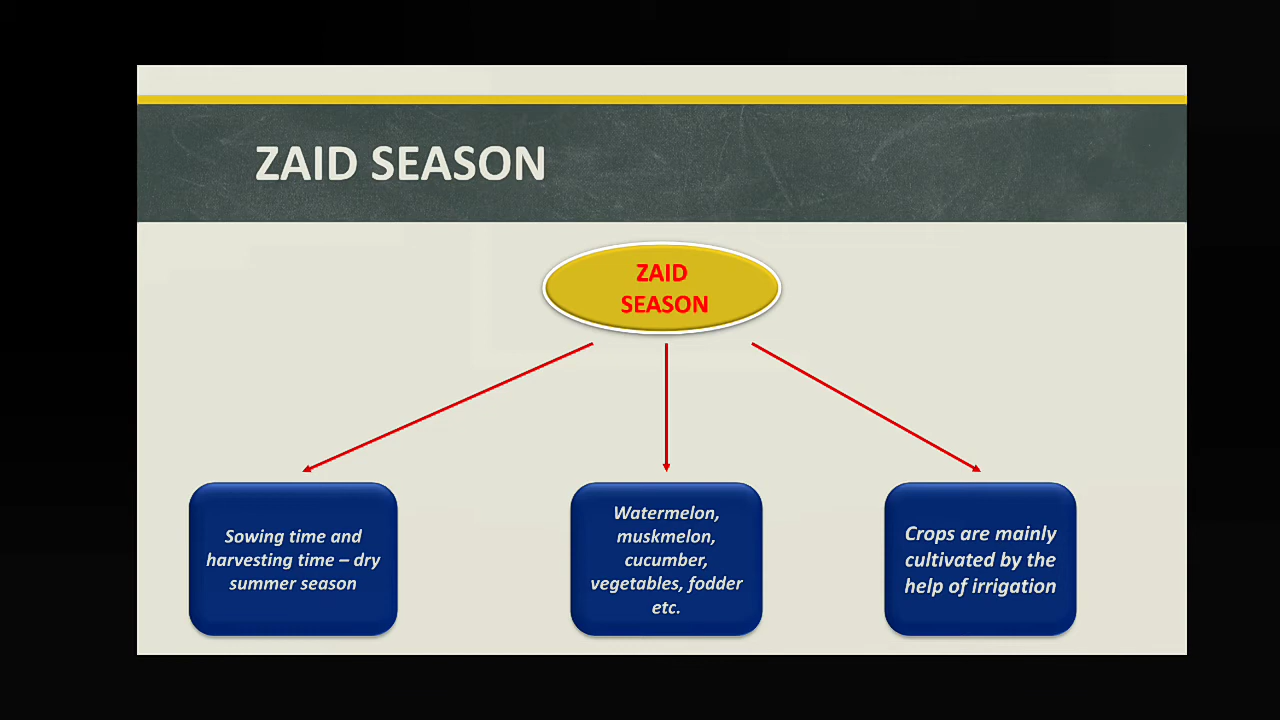 ZAID SEASON
ZAID
SEASON
Sowing time and
harvesting time – dry
summer season
Watermelon,
muskmelon,
cucumber,
vegetables, fodder
etc.
Crops are mainly
cultivated by the
help of irrigation